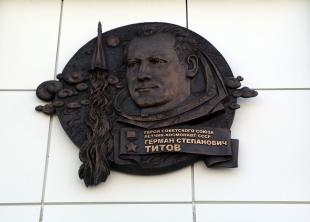 ГЕРОЙ СОВЕТСКОГО СОЮЗА
ЛЕТЧИК-КОСМОНАВТ СССР
ГЕРМАН СТЕПАНОВИЧ
ТИТОВ